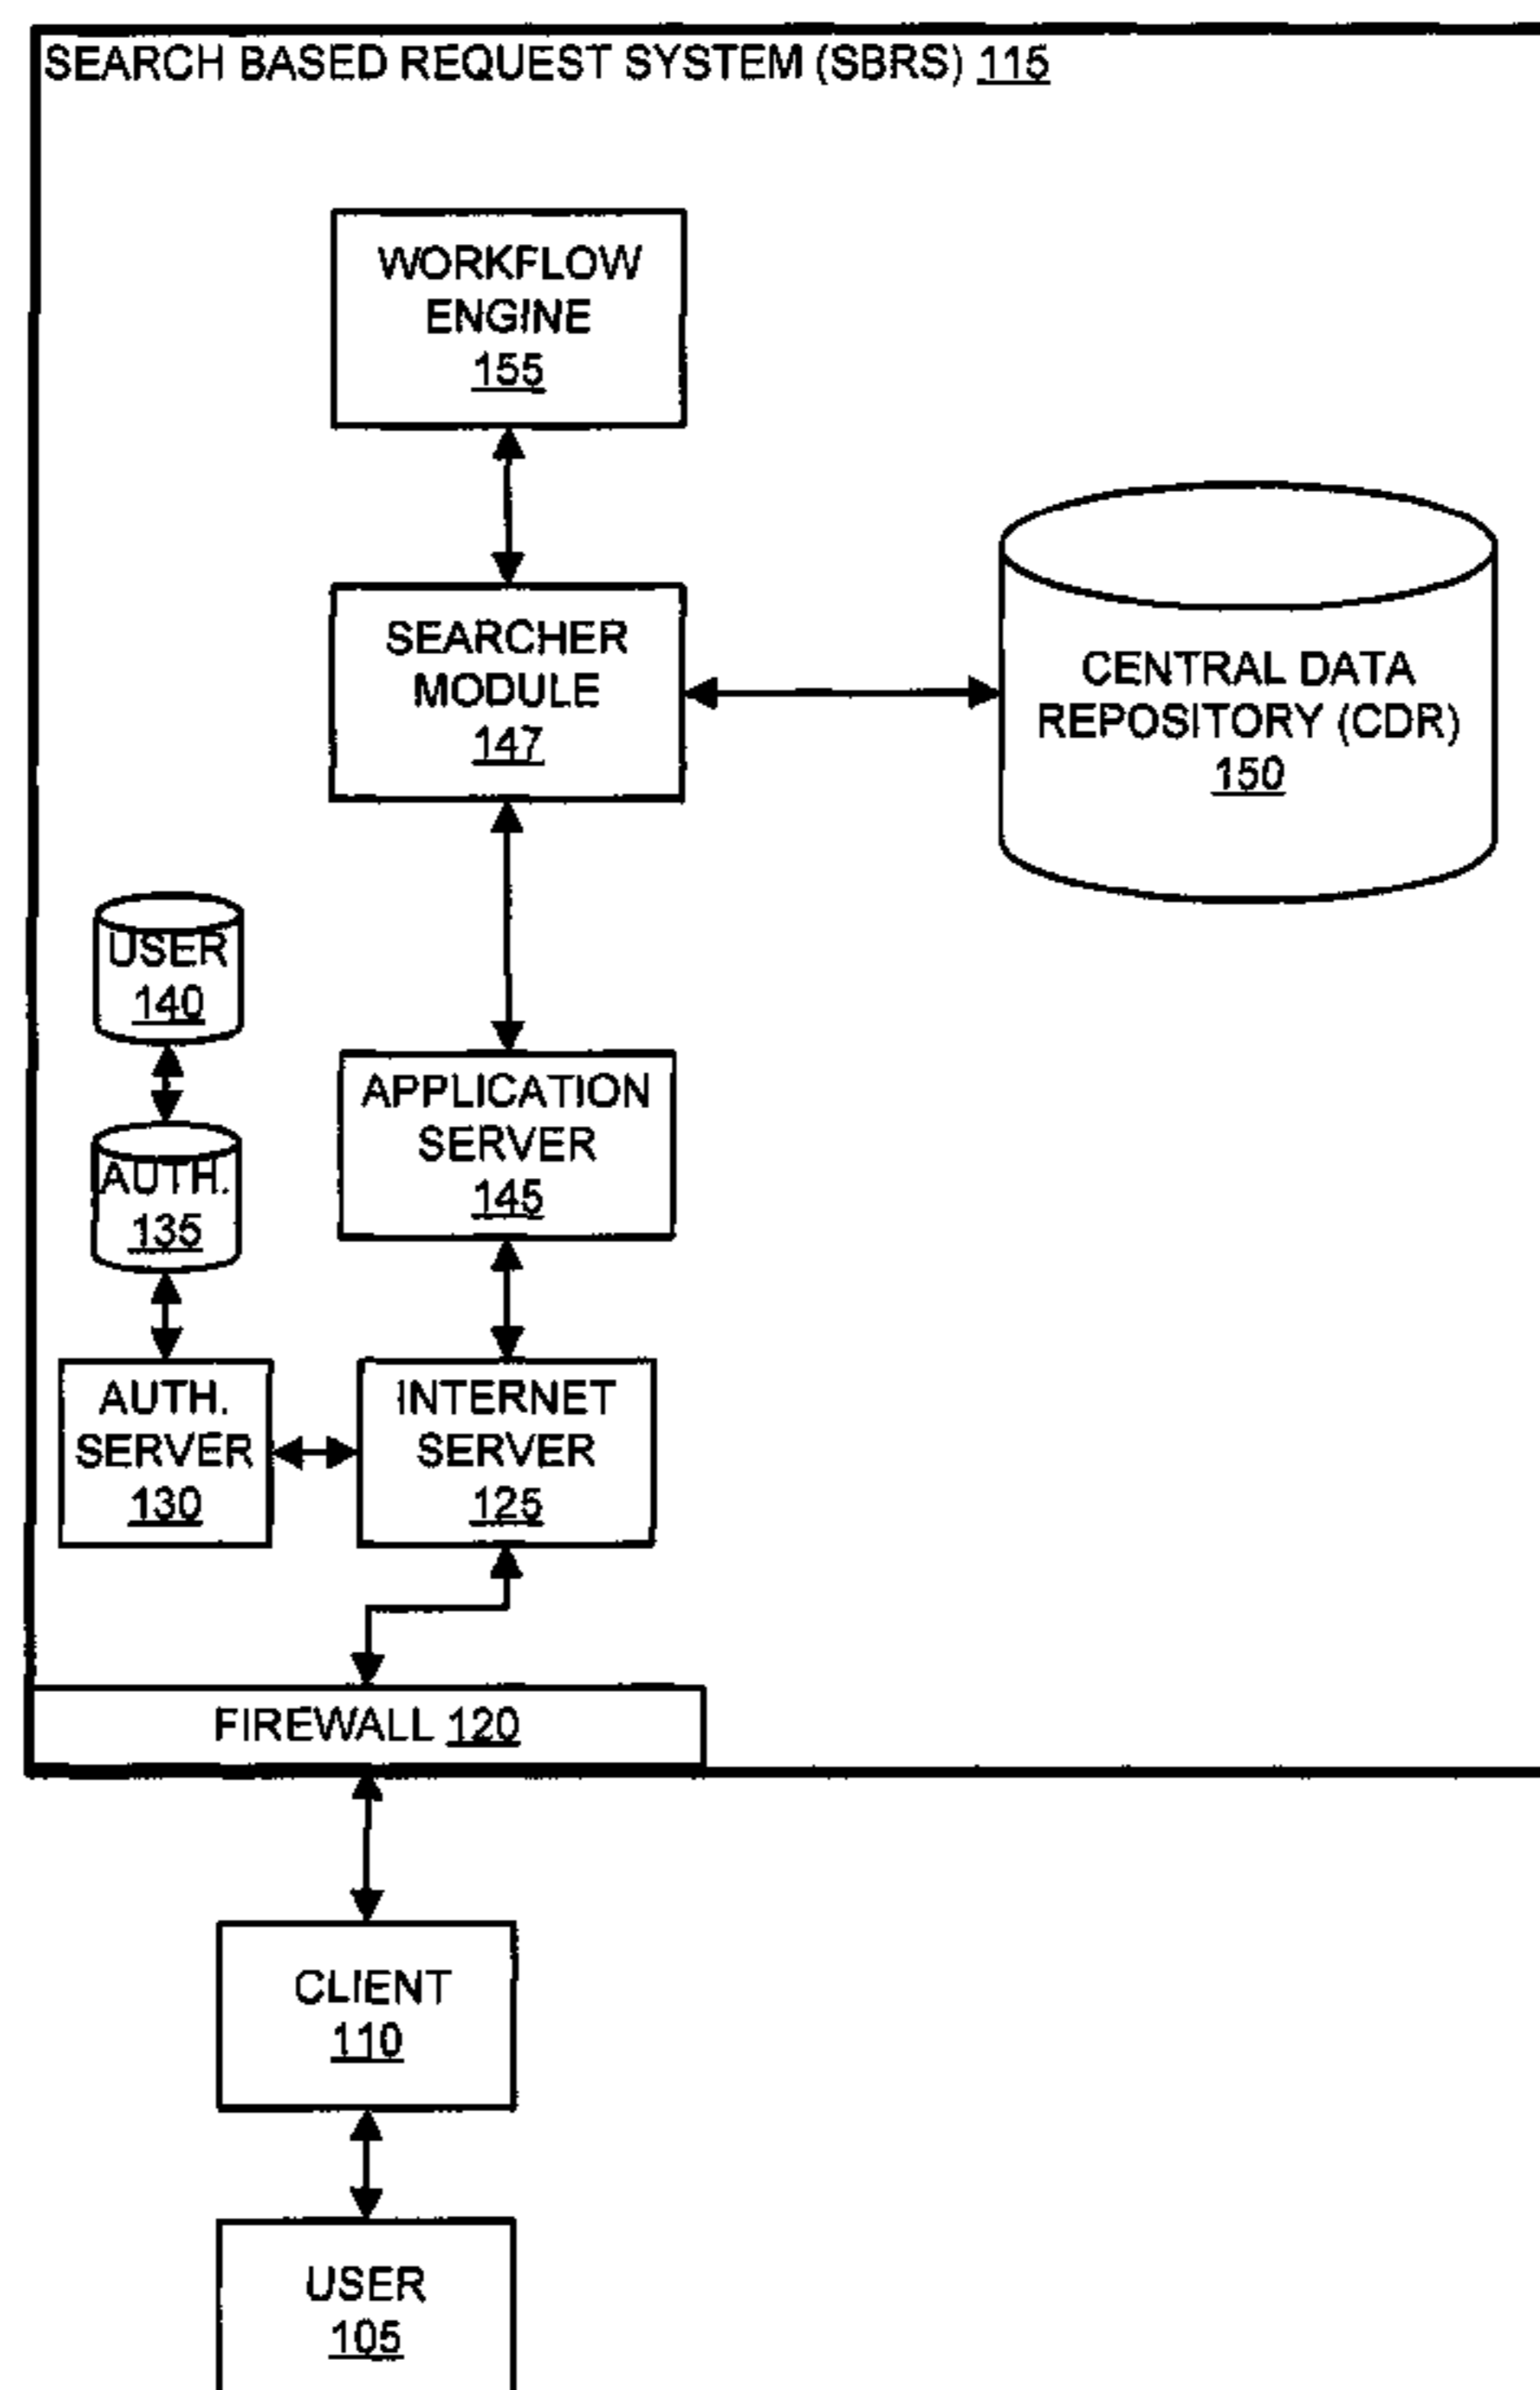 SEARCH BASED REQUEST SYSTEM (SBRS) 115
WORKFLOW
ENGINE
155
SEARCHER
MODULE
147
CENTRAL DATA
REPOSITORY (CDR)
150
USER
140
AUTH.
135
APPLICATION
SERVER
145
AUTH.
SERVER
130
INTERNET
SERVER
125
FIREWALL 120
CLIENT
110
USER
105